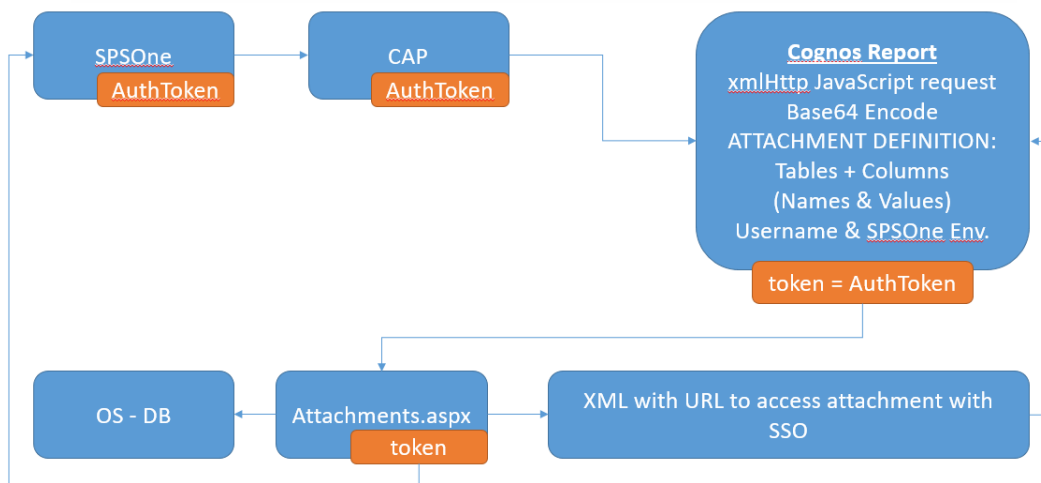 SPSOne
AuthToken
CAP
AuthToken
Cognos Report
xmlHttp JavaScript request
Base64 Encode
ATTACHMENT DEFINITION:
Tables + Columns
(Names & Values)
Username & SPSOne Env.
token = AuthToken
OS - DB
Attachments.aspx
token
XML with URL to access attachment with
SSO